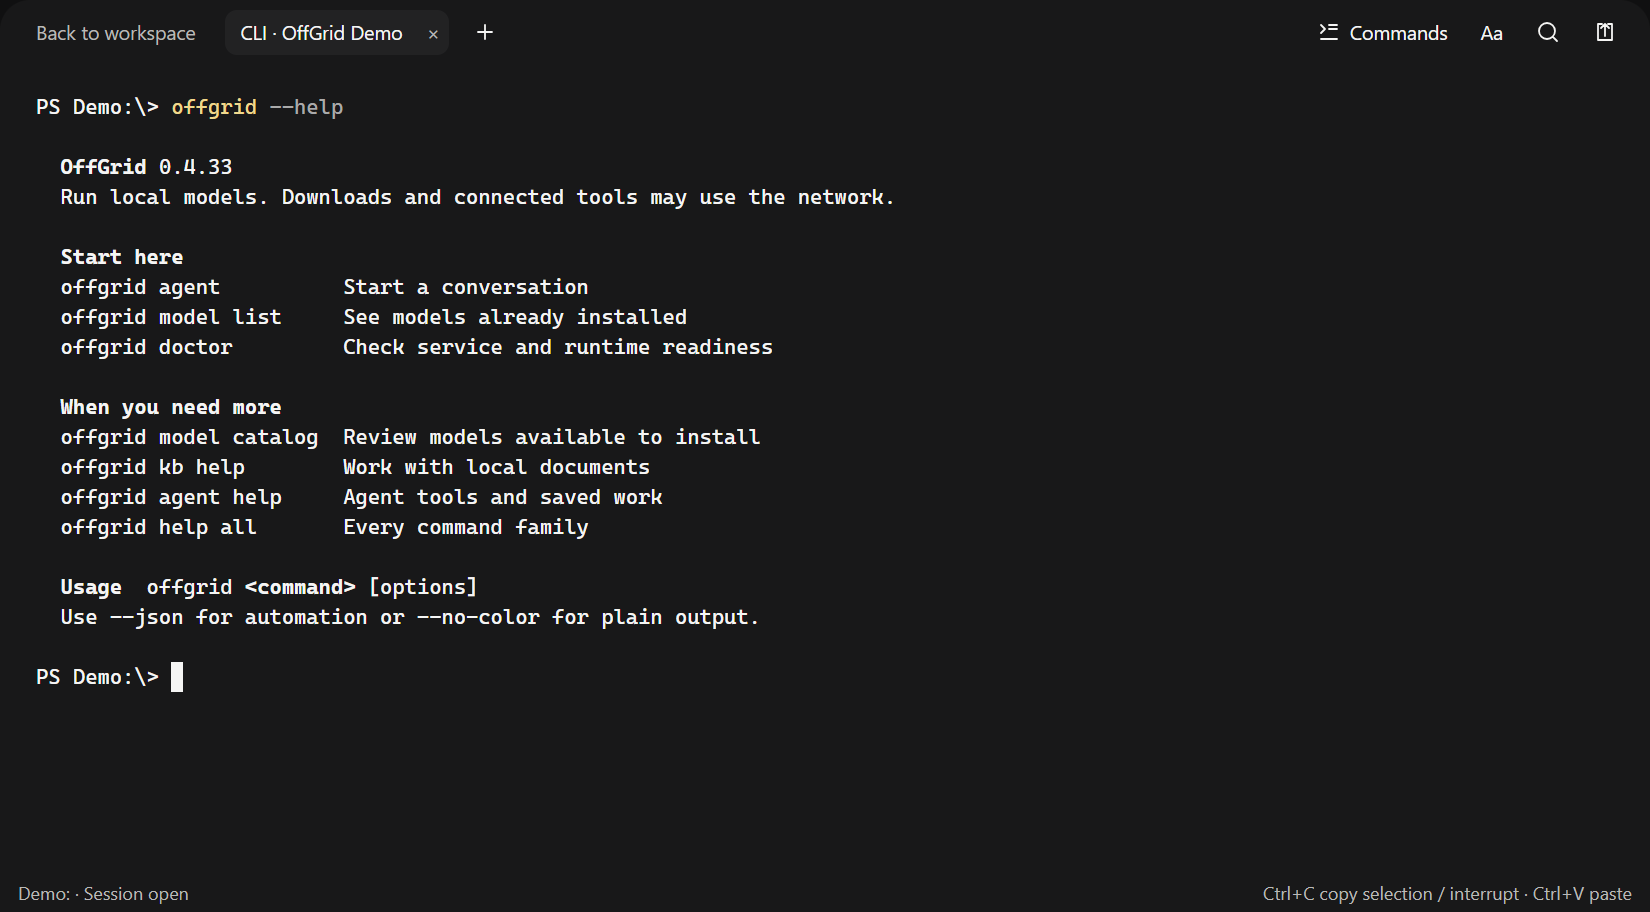 Back to workspace CLI · OffGrid Demo × + Commands Aa
PS Demo:\> offgrid --help
OffGrid 0.4.33
Run local models. Downloads and connected tools may use the network.
Start here
offgrid agent Start a conversation
offgrid model list See models already installed
offgrid doctor Check service and runtime readiness
When you need more
offgrid model catalog Review models available to install
offgrid kb help Work with local documents
offgrid agent help Agent tools and saved work
offgrid help all Every command family
Usage offgrid <command> [options]
Use --json for automation or --no-color for plain output.
PS Demo:\>
Demo: · Session open Ctrl+C copy selection / interrupt · Ctrl+V paste